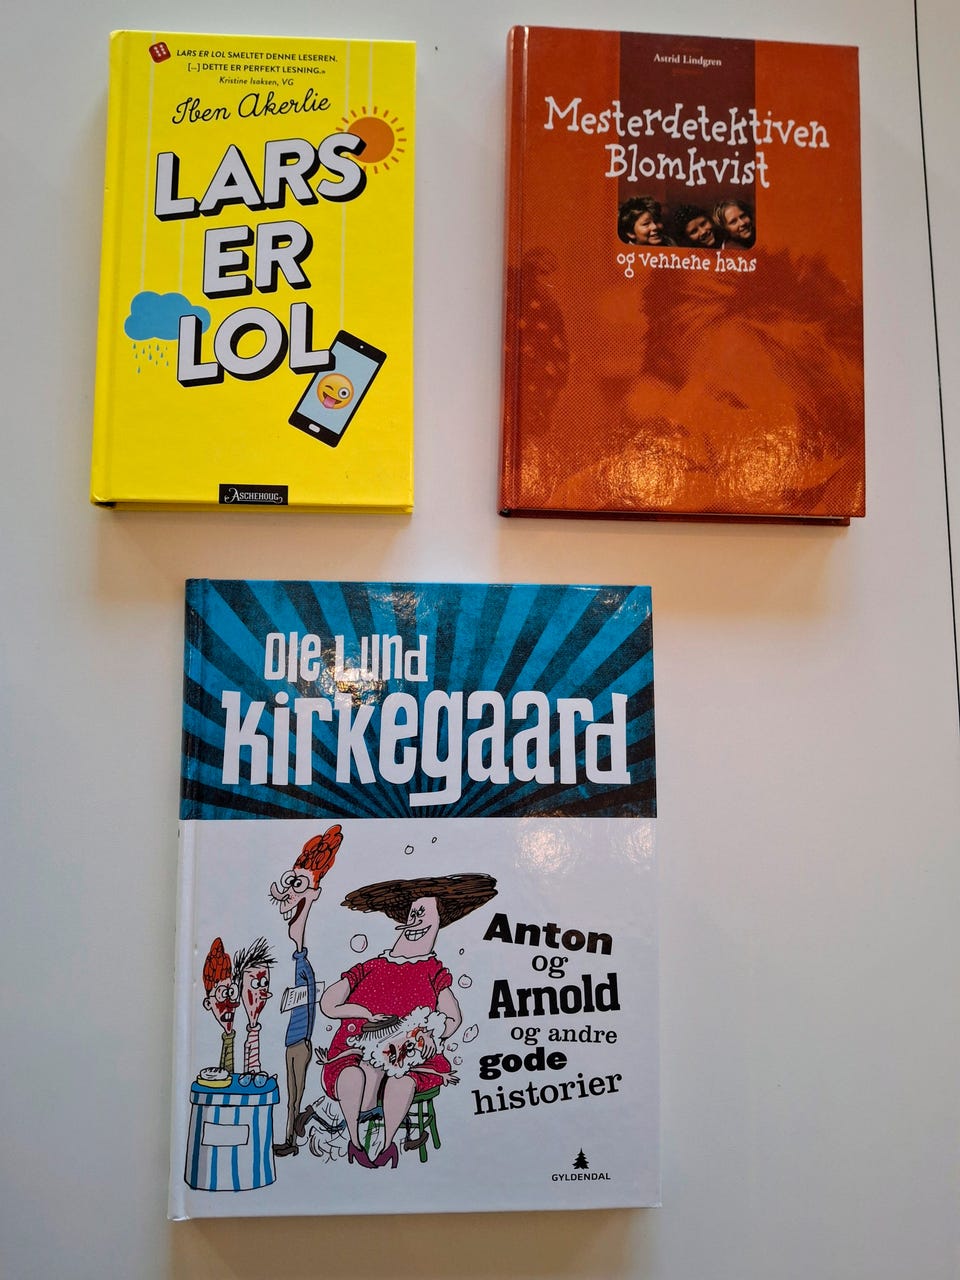 LARS ER LOL SMELTET DENNE LESEREN.
[...] DETTE ER PERFEKT LESNING.»
Kristine Isaksen, VG
Iben Akerlie
LARS
ER
LOL
ASCHEHOUG
Astrid Lindgren
Mesterdetektiven
Blomkvist
og vennene hans
Ole Lund
Kirkegaard
Anton
og
Arnold
og andre
gode
historier
GYLDENDAL